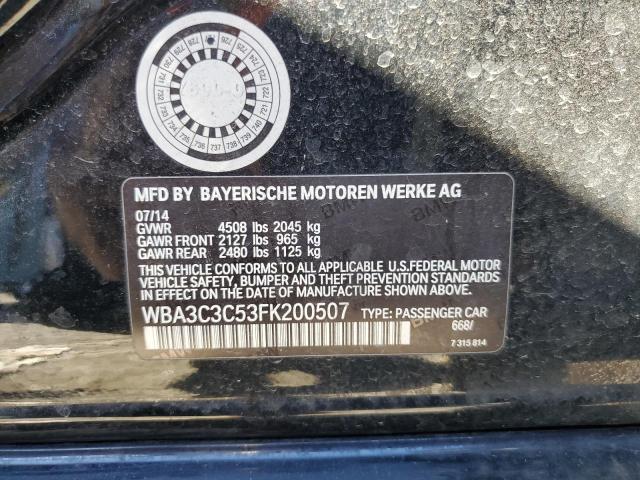 MFD BY BAYERISCHE MOTOREN WERKE AG
07/14
GVWR 4508 lbs 2045 kg
GAWR FRONT 2127 lbs 965 kg
GAWR REAR 2480 lbs 1125 kg
THIS VEHICLE CONFORMS TO ALL APPLICABLE U.S.FEDERAL MOTOR
VEHICLE SAFETY, BUMPER AND THEFT PREVENTION STANDARDS
IN EFFECT ON THE DATE OF MANUFACTURE SHOWN ABOVE.
WBA3C3C53FK200507 TYPE: PASSENGER CAR
668/
7 315 814